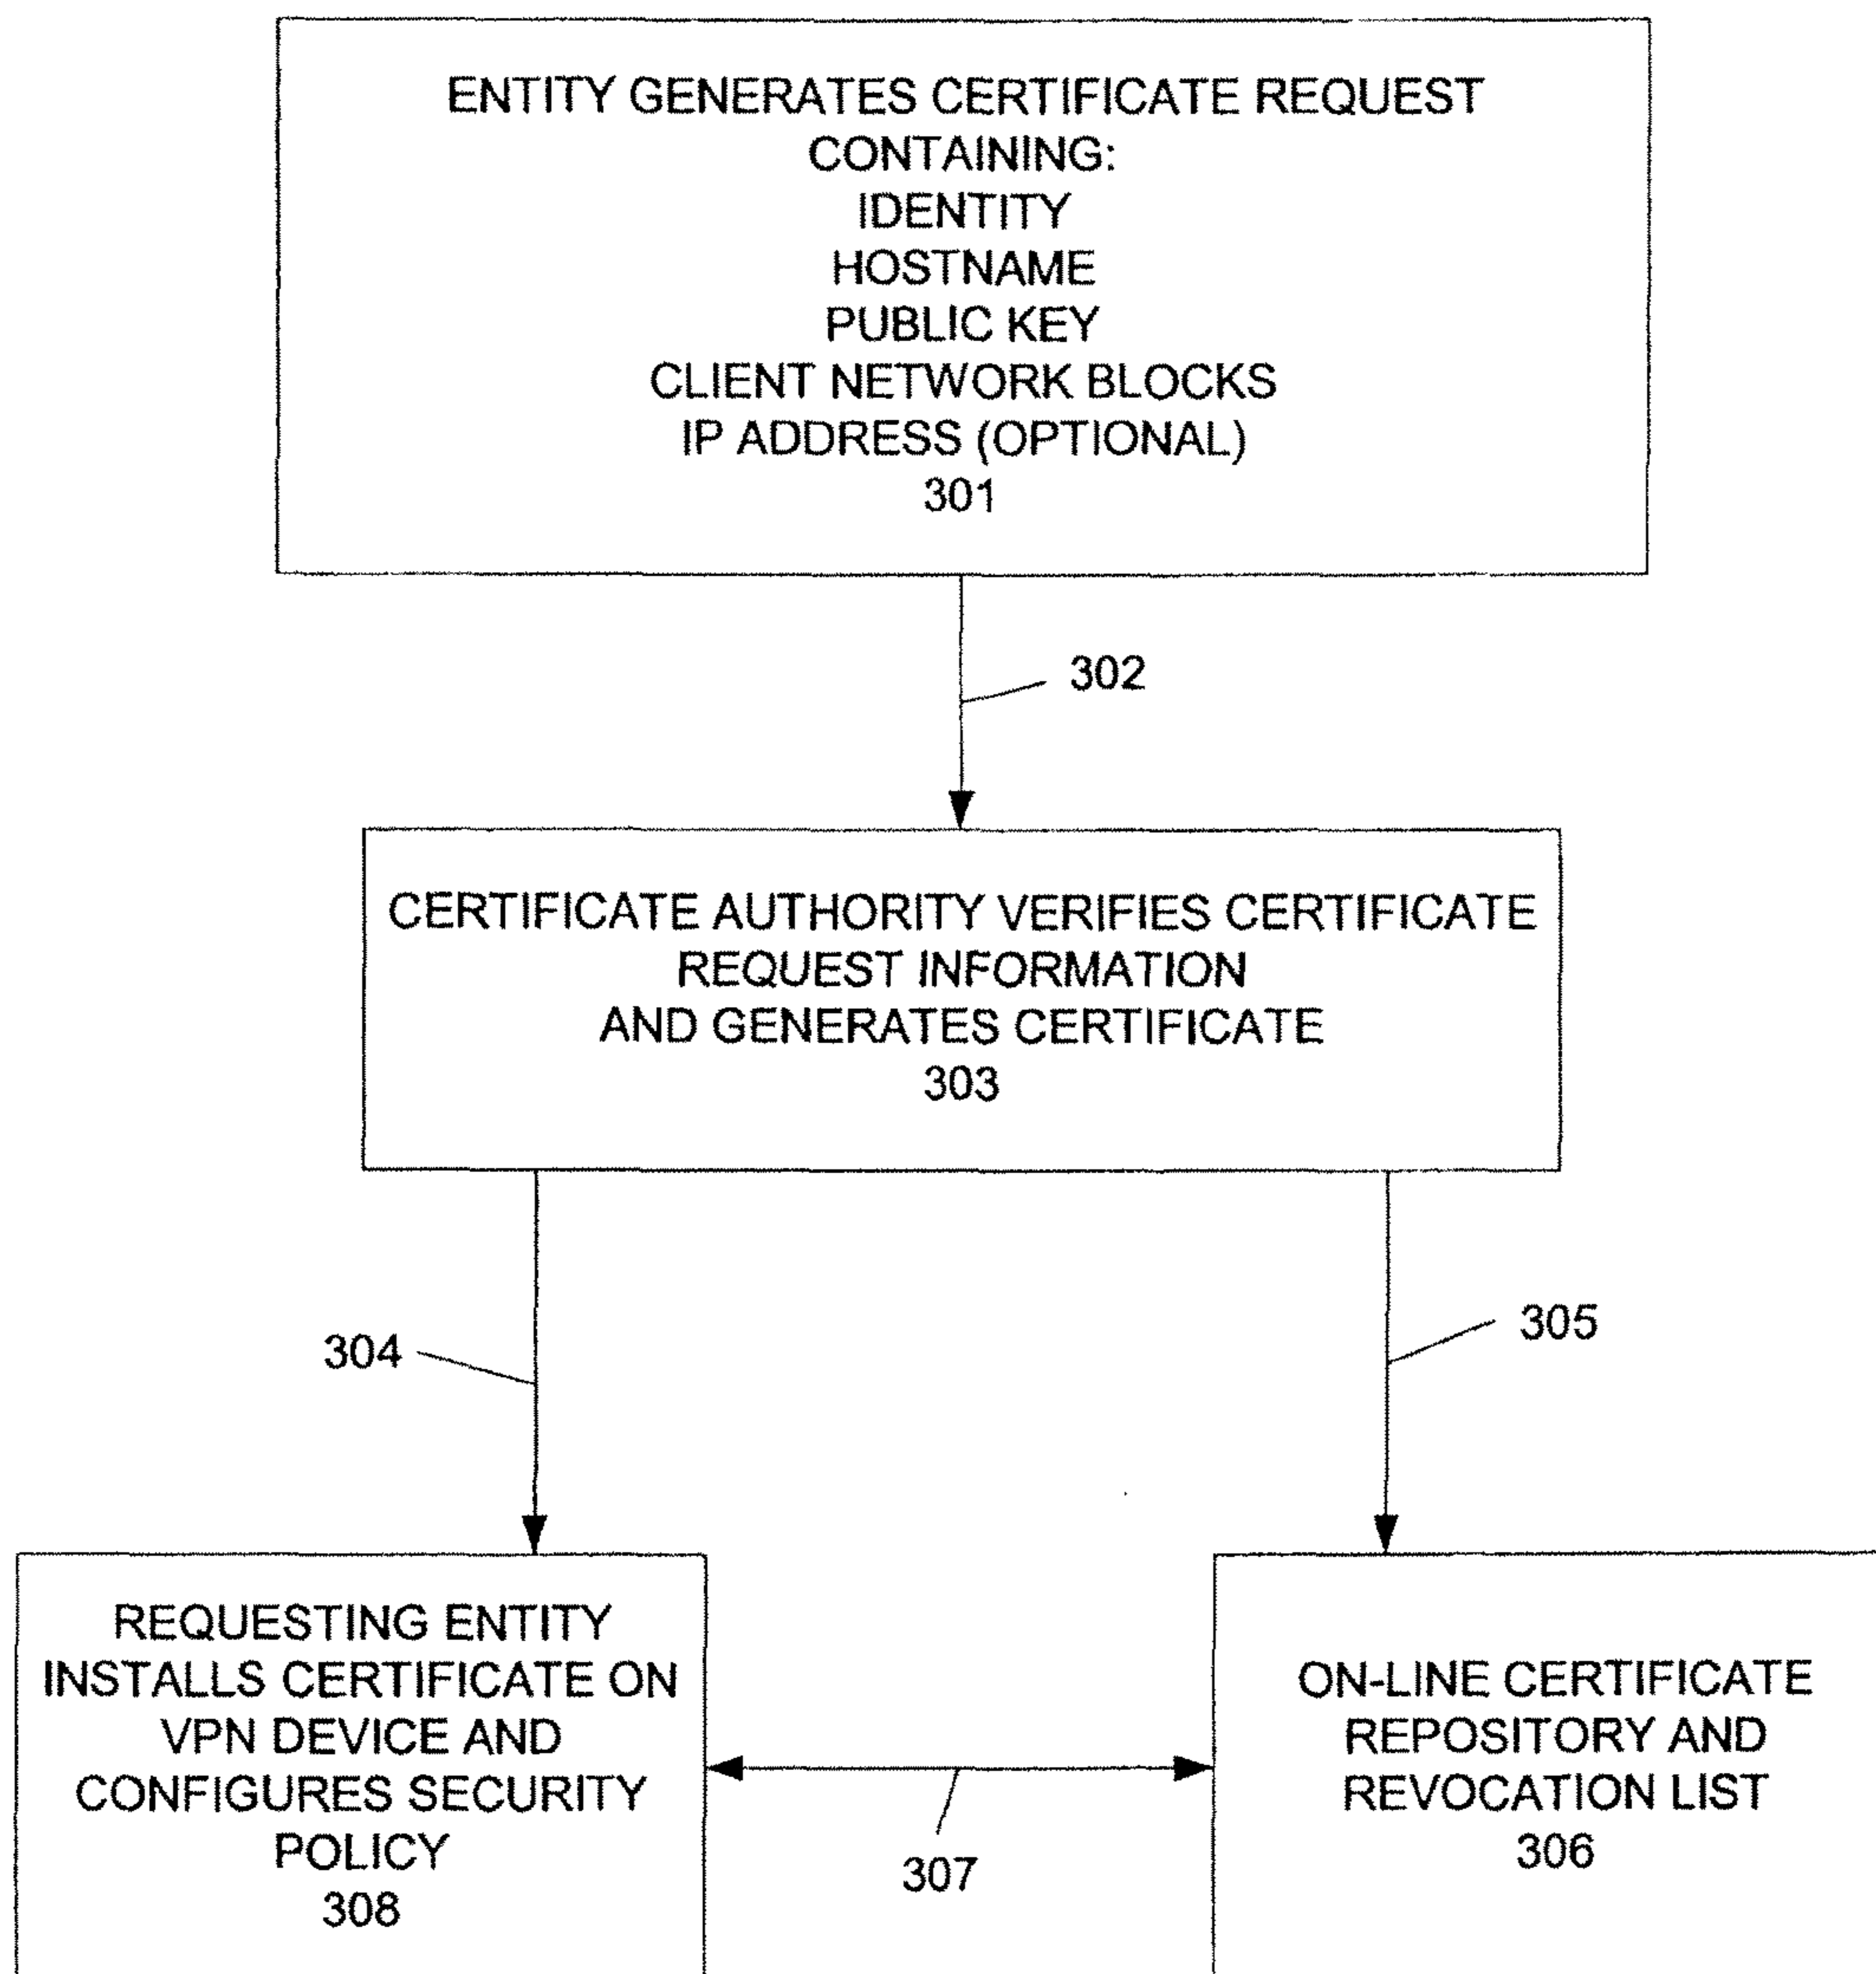 ENTITY GENERATES CERTIFICATE REQUEST
CONTAINING:
IDENTITY
HOSTNAME
PUBLIC KEY
CLIENT NETWORK BLOCKS
IP ADDRESS (OPTIONAL)
301
302
CERTIFICATE AUTHORITY VERIFIES CERTIFICATE
REQUEST INFORMATION
AND GENERATES CERTIFICATE
303
304
305
REQUESTING ENTITY
INSTALLS CERTIFICATE ON
VPN DEVICE AND
CONFIGURES SECURITY
POLICY
308
307
ON-LINE CERTIFICATE
REPOSITORY AND
REVOCATION LIST
306